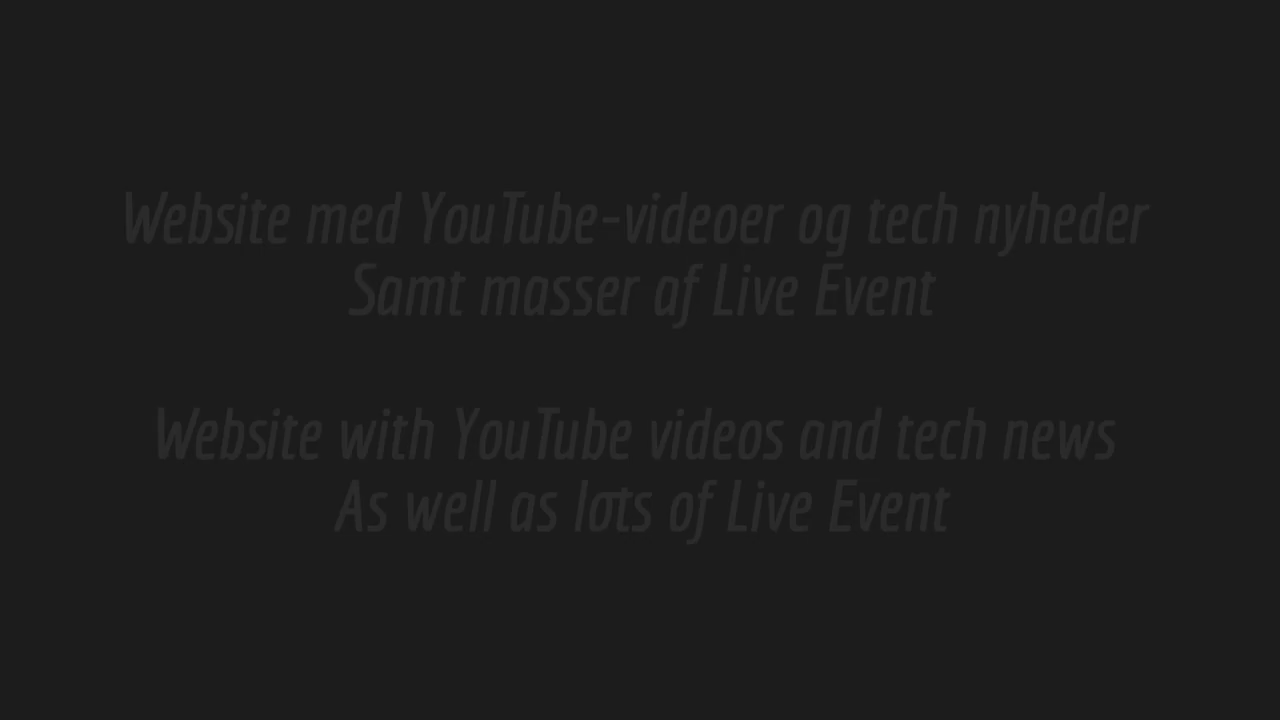 Website med YouTube-videoer og tech nyheder
Samt masser af Live Event
Website with YouTube videos and tech news
As well as lots of Live Event